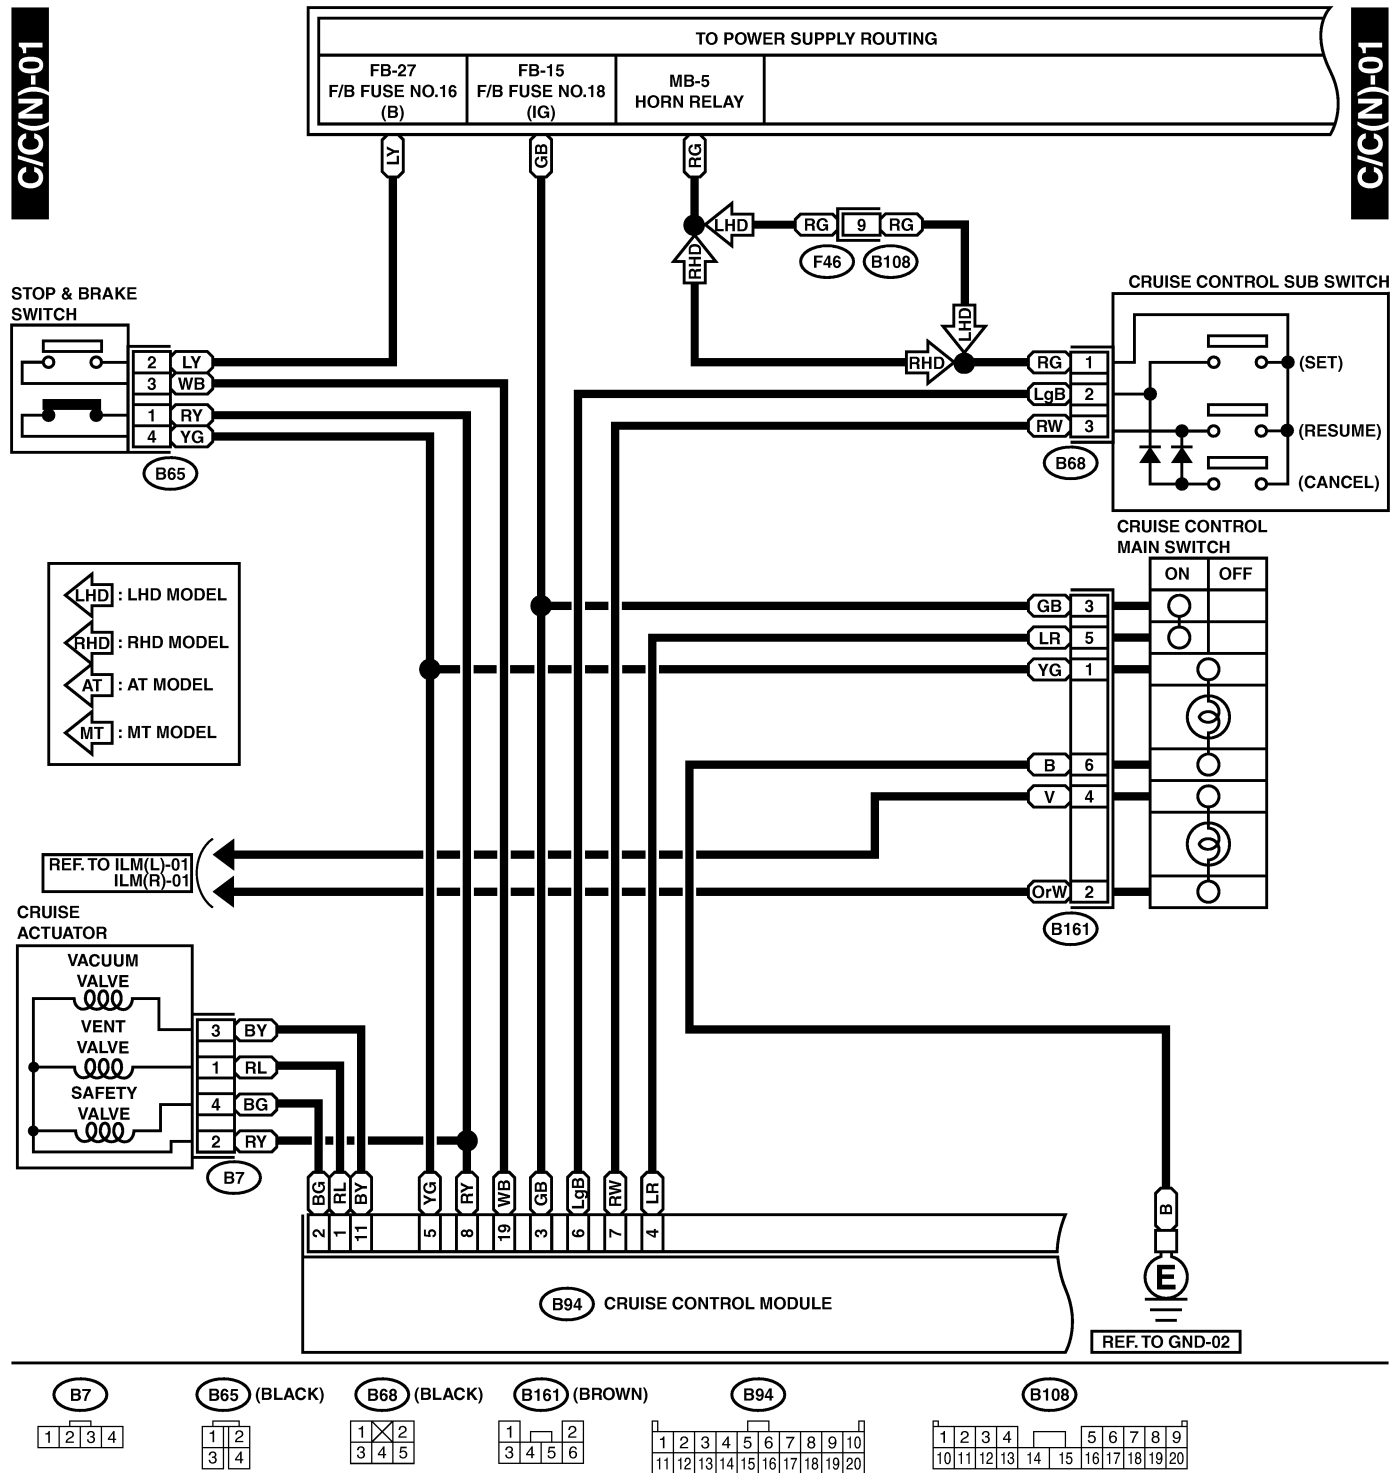 C/C(N)-01
C/C(N)-01
TO POWER SUPPLY ROUTING
FB-27
F/B FUSE NO.16
(B)
FB-15
F/B FUSE NO.18
(IG)
MB-5
HORN RELAY
LY
GB
RG
LHD
RG
9
RG
F46
B108
RHD
LHD
RHD
STOP & BRAKE
SWITCH
2 LY
3 WB
1 RY
4 YG
B65
CRUISE CONTROL SUB SWITCH
RG 1
LgB 2
RW 3
B68
(SET)
(RESUME)
(CANCEL)
CRUISE CONTROL
MAIN SWITCH
ON OFF
GB 3
LR 5
YG 1
B 6
V 4
OrW 2
B161
LHD : LHD MODEL
RHD : RHD MODEL
AT : AT MODEL
MT : MT MODEL
REF. TO ILM(L)-01
ILM(R)-01
CRUISE
ACTUATOR
VACUUM
VALVE
VENT
VALVE
SAFETY
VALVE
3 BY
1 RL
4 BG
2 RY
B7
BG RL BY YG RY WB GB LgB RW LR
2 1 11 5 8 19 3 6 7 4
B94 CRUISE CONTROL MODULE
B
E
REF. TO GND-02
B7
1 2 3 4
B65 (BLACK)
1 2
3 4
B68 (BLACK)
1 2
3 4 5
B161 (BROWN)
1 2
3 4 5 6
B94
1 2 3 4 5 6 7 8 9 10
11 12 13 14 15 16 17 18 19 20
B108
1 2 3 4 5 6 7 8 9
10 11 12 13 14 15 16 17 18 19 20